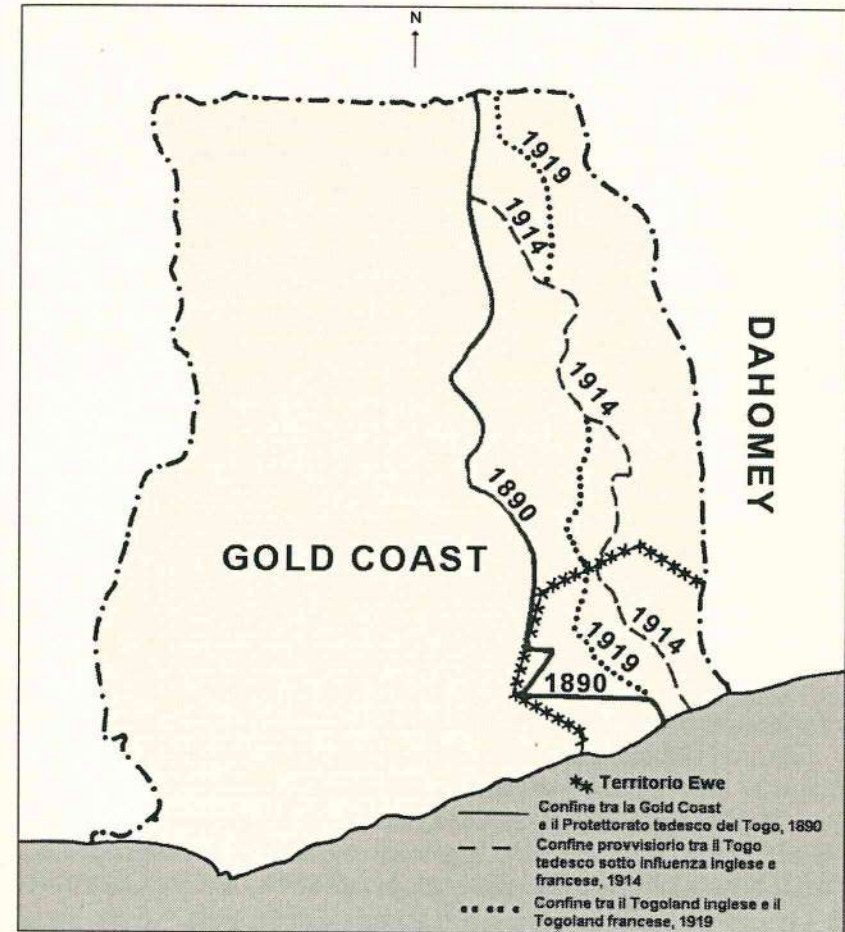 N
1919
1914
1914
DAHOMEY
1890
GOLD COAST
1914
1919
1890
Territorio Ewe
Confine tra la Gold Coast
e il Protettorato tedesco del Togo, 1890
Confine provvisiorio tra il Togo
tedesco sotto influenza inglese e
francese, 1914
Confine tra il Togoland inglese e il
Togoland francese, 1919